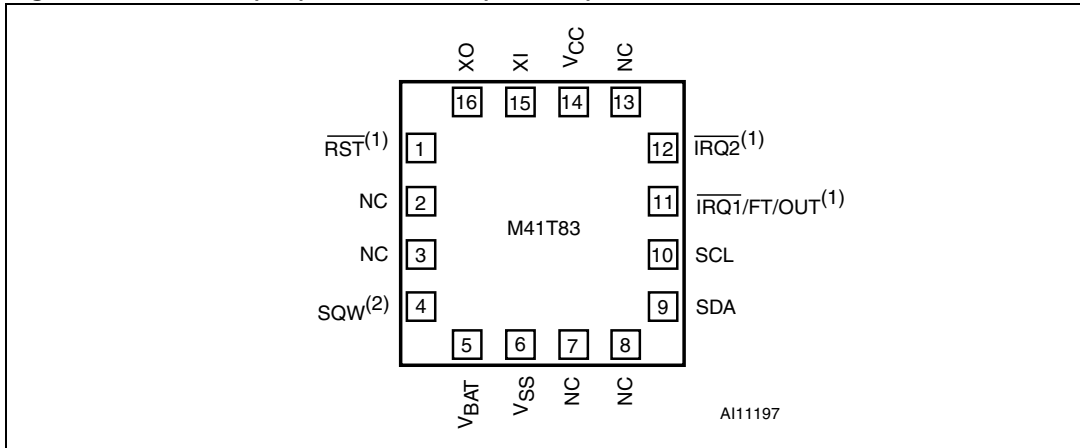 XO XI VCC NC
16 15 14 13
RST(1) 1 12 IRQ2(1)
NC 2 11 IRQ1/FT/OUT(1)
M41T83
NC 3 10 SCL
SQW(2) 4 9 SDA
5 6 7 8
VBAT VSS NC NC
AI11197